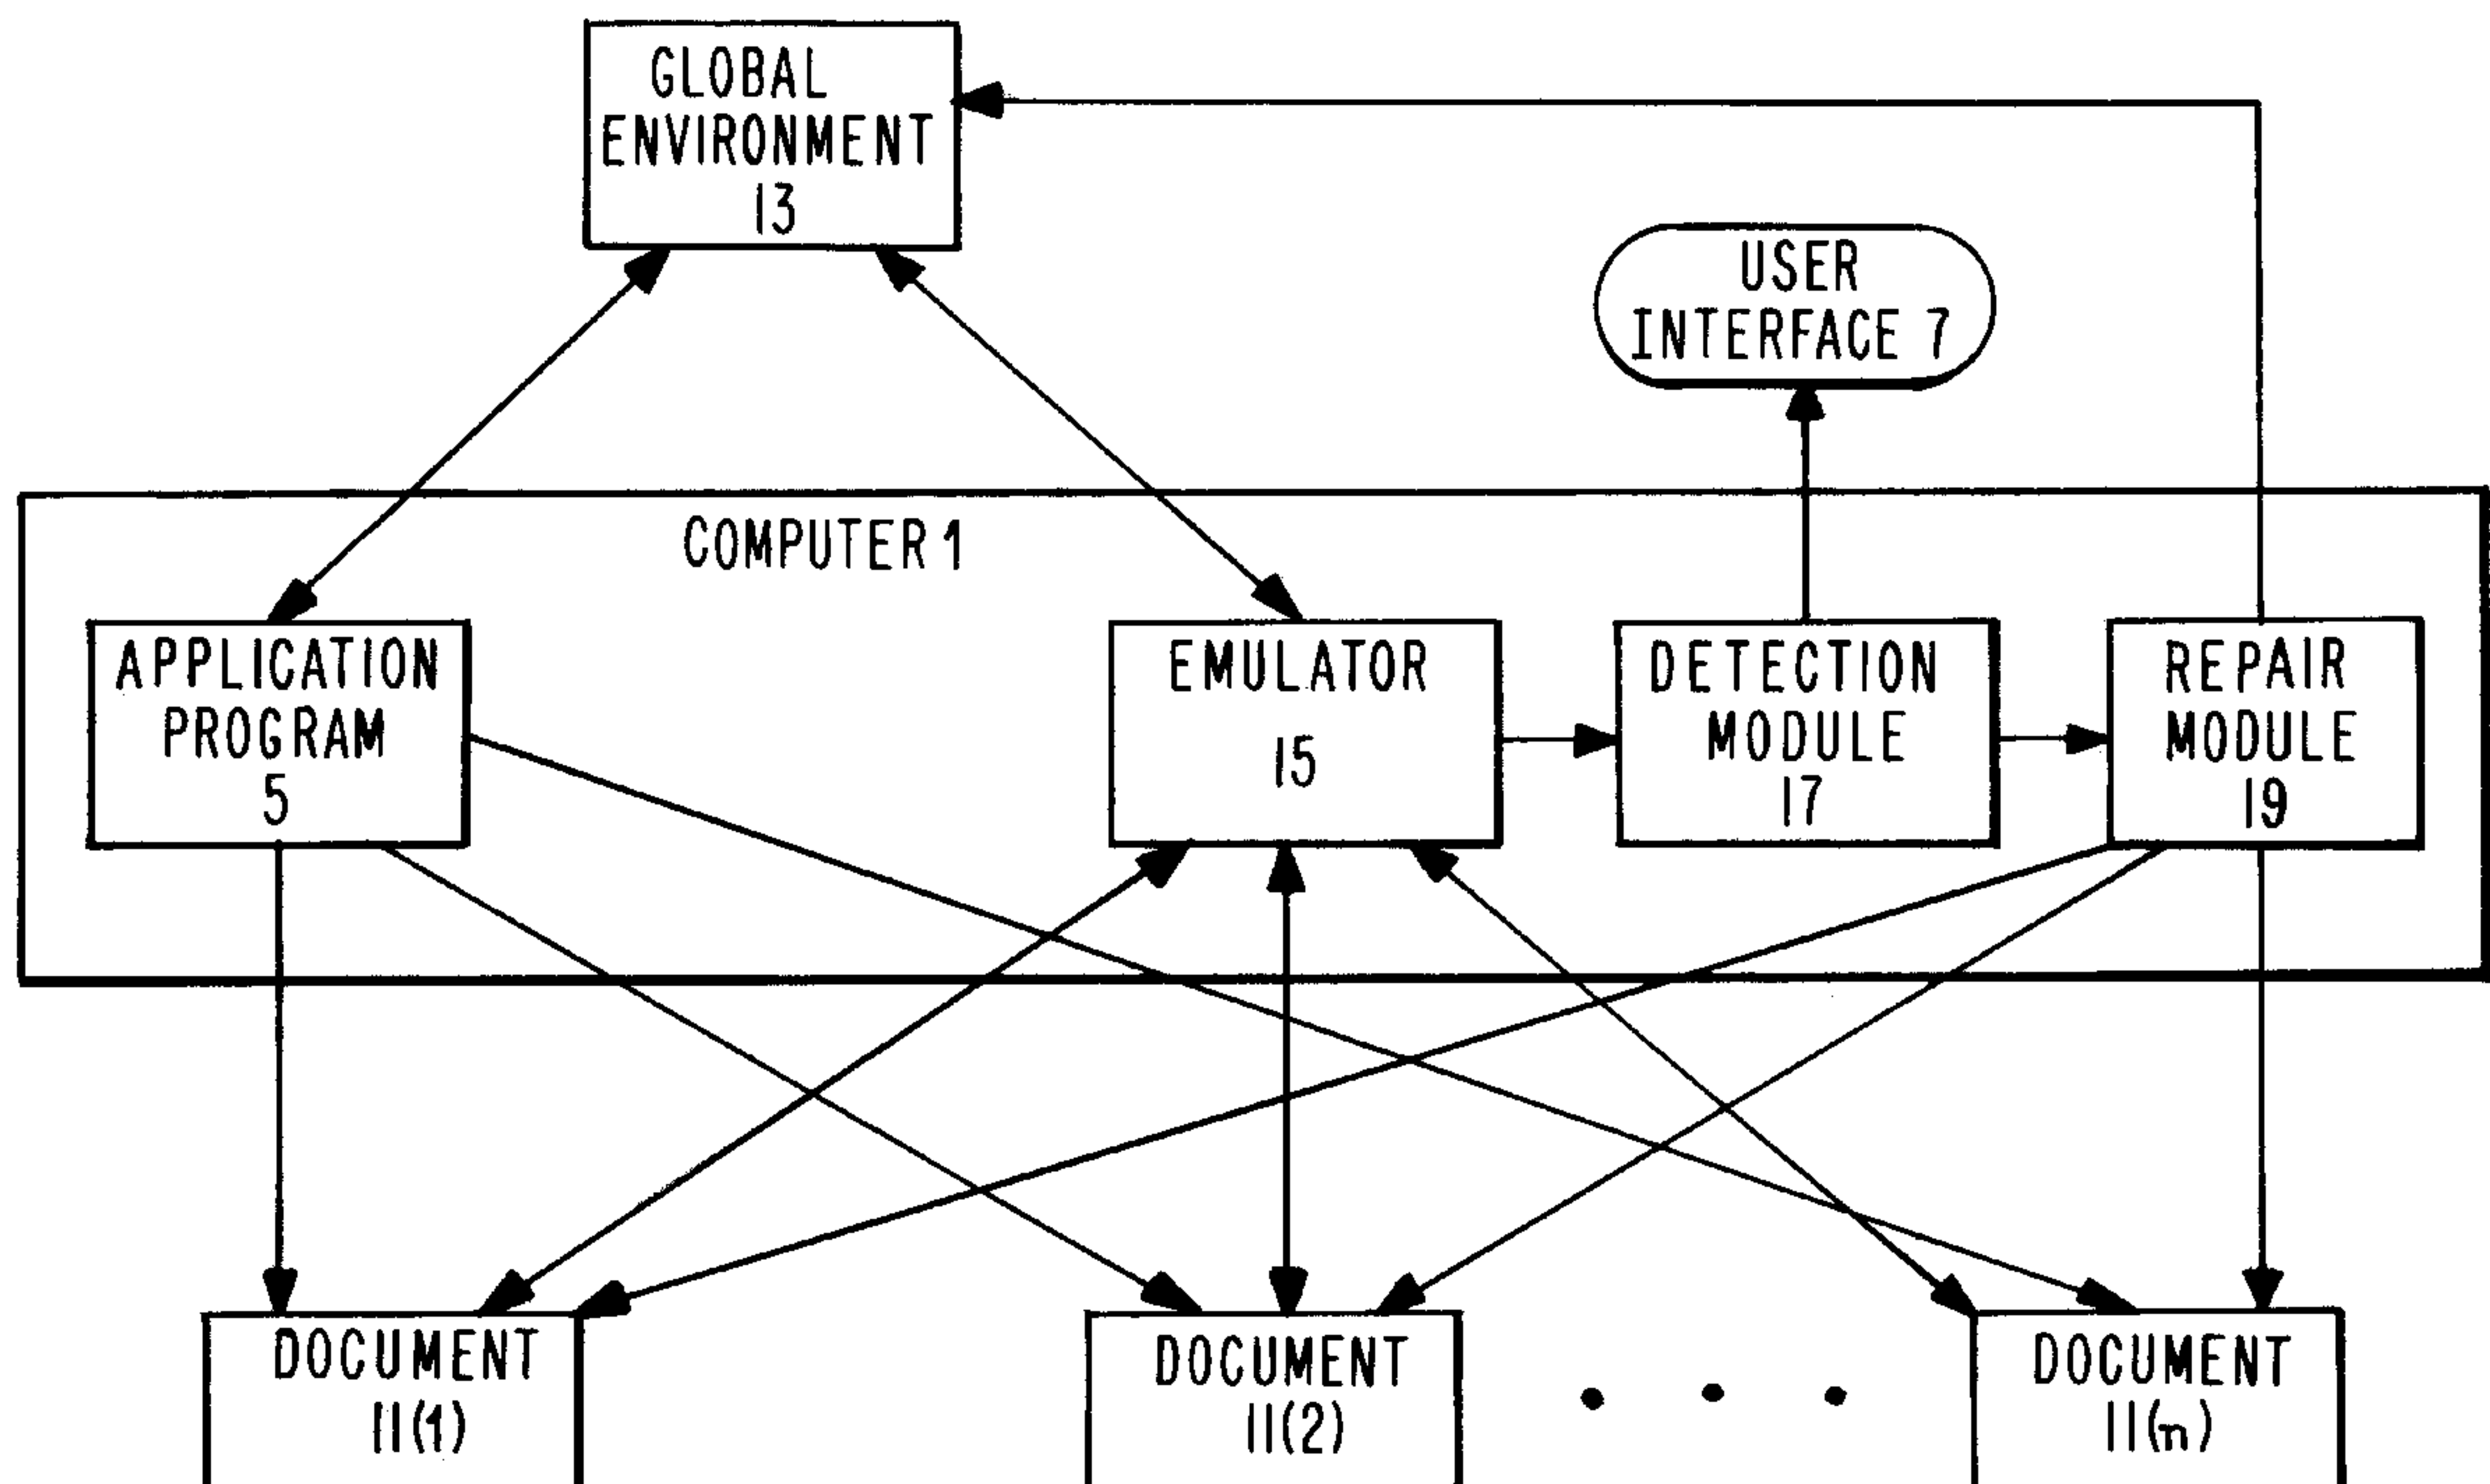 GLOBAL
ENVIRONMENT
13
USER
INTERFACE 7
COMPUTER 1
APPLICATION
PROGRAM
5
EMULATOR
15
DETECTION
MODULE
17
REPAIR
MODULE
19
DOCUMENT
11(1)
DOCUMENT
11(2)
DOCUMENT
11(n)